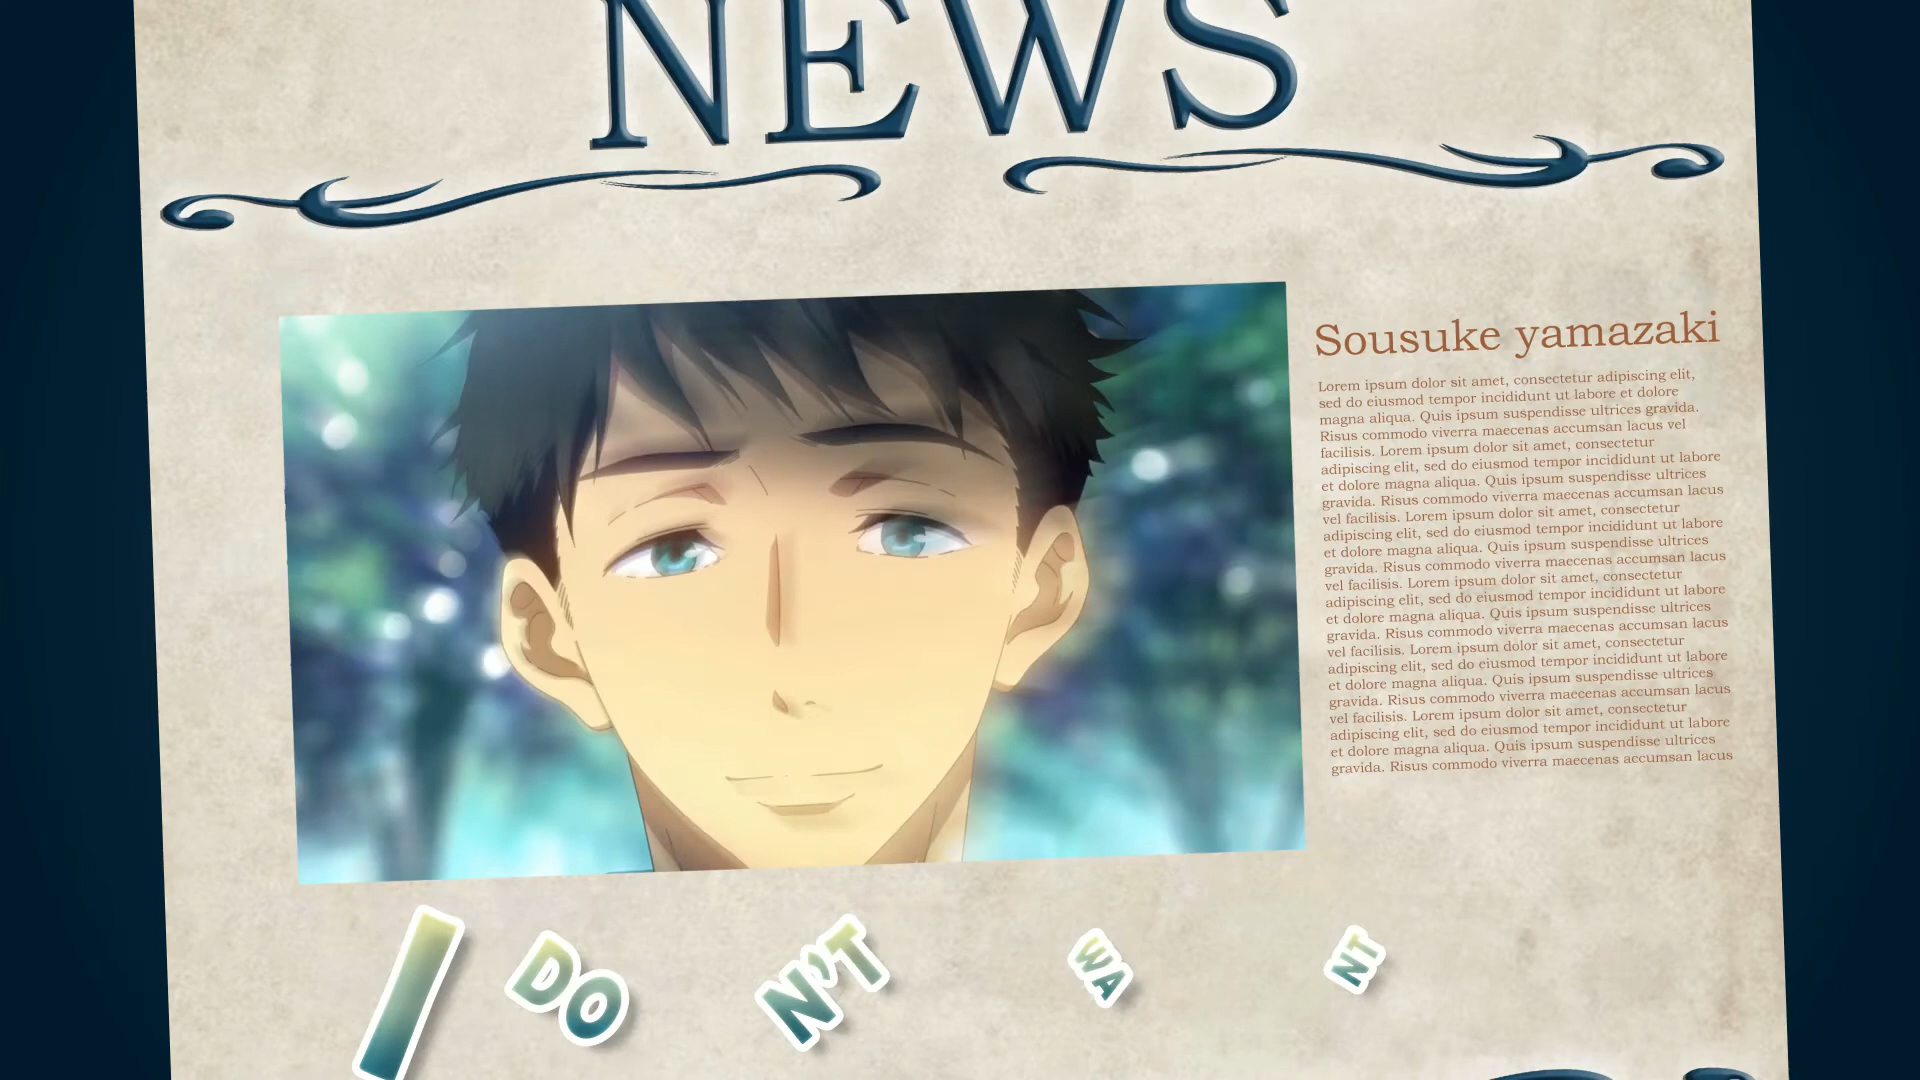 NEWS
Sousuke yamazaki
Lorem ipsum dolor sit amet, consectetur adipiscing elit,
sed do eiusmod tempor incididunt ut labore et dolore
magna aliqua. Quis ipsum suspendisse ultrices gravida.
Risus commodo viverra maecenas accumsan lacus vel
facilisis. Lorem ipsum dolor sit amet, consectetur
adipiscing elit, sed do eiusmod tempor incididunt ut labore
et dolore magna aliqua. Quis ipsum suspendisse ultrices
gravida. Risus commodo viverra maecenas accumsan lacus
vel facilisis. Lorem ipsum dolor sit amet, consectetur
adipiscing elit, sed do eiusmod tempor incididunt ut labore
et dolore magna aliqua. Quis ipsum suspendisse ultrices
gravida. Risus commodo viverra maecenas accumsan lacus
vel facilisis. Lorem ipsum dolor sit amet, consectetur
adipiscing elit, sed do eiusmod tempor incididunt ut labore
et dolore magna aliqua. Quis ipsum suspendisse ultrices
gravida. Risus commodo viverra maecenas accumsan lacus
vel facilisis. Lorem ipsum dolor sit amet, consectetur
adipiscing elit, sed do eiusmod tempor incididunt ut labore
et dolore magna aliqua. Quis ipsum suspendisse ultrices
gravida. Risus commodo viverra maecenas accumsan lacus
vel facilisis. Lorem ipsum dolor sit amet, consectetur
adipiscing elit, sed do eiusmod tempor incididunt ut labore
et dolore magna aliqua. Quis ipsum suspendisse ultrices
gravida. Risus commodo viverra maecenas accumsan lacus
I DON'T WANT